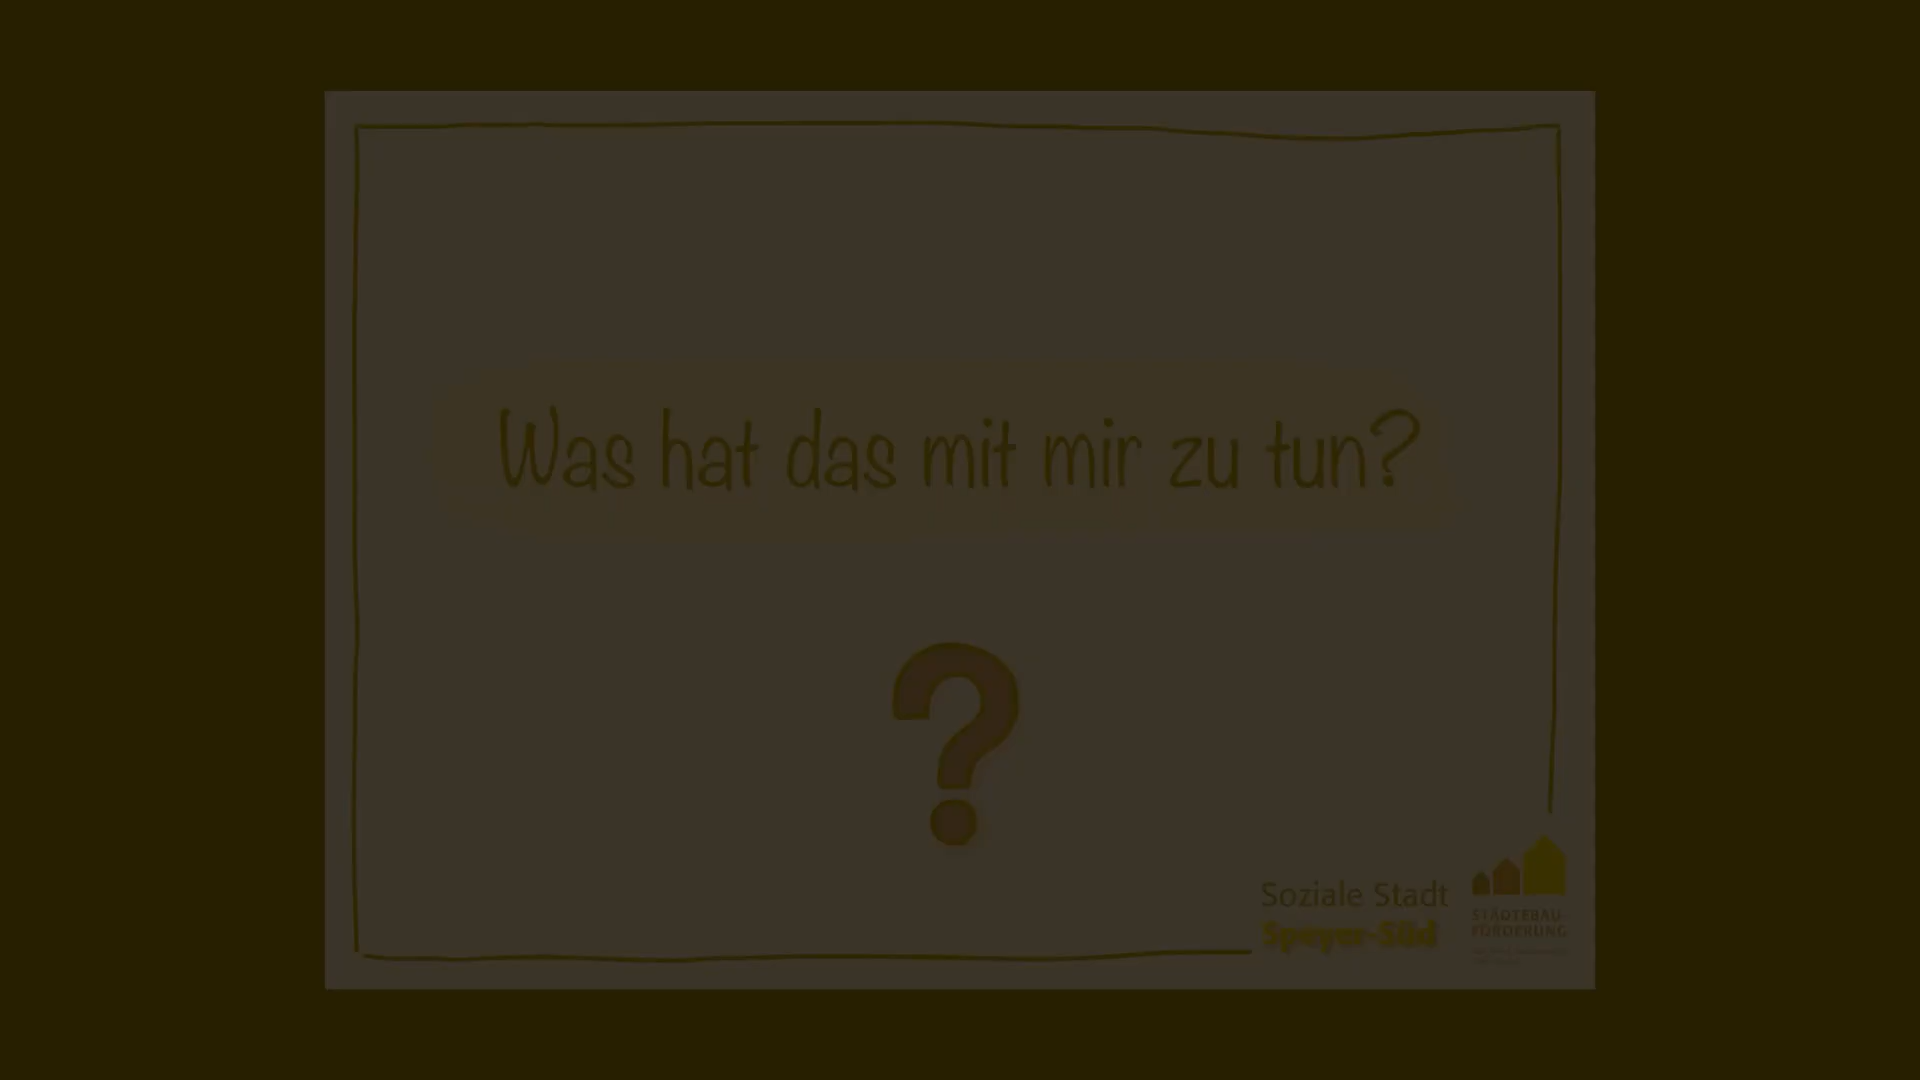 Was hat das mit mir zu tun?
?
Soziale Stadt
Speyer-Süd
STÄDTEBAU-
FÖRDERUNG